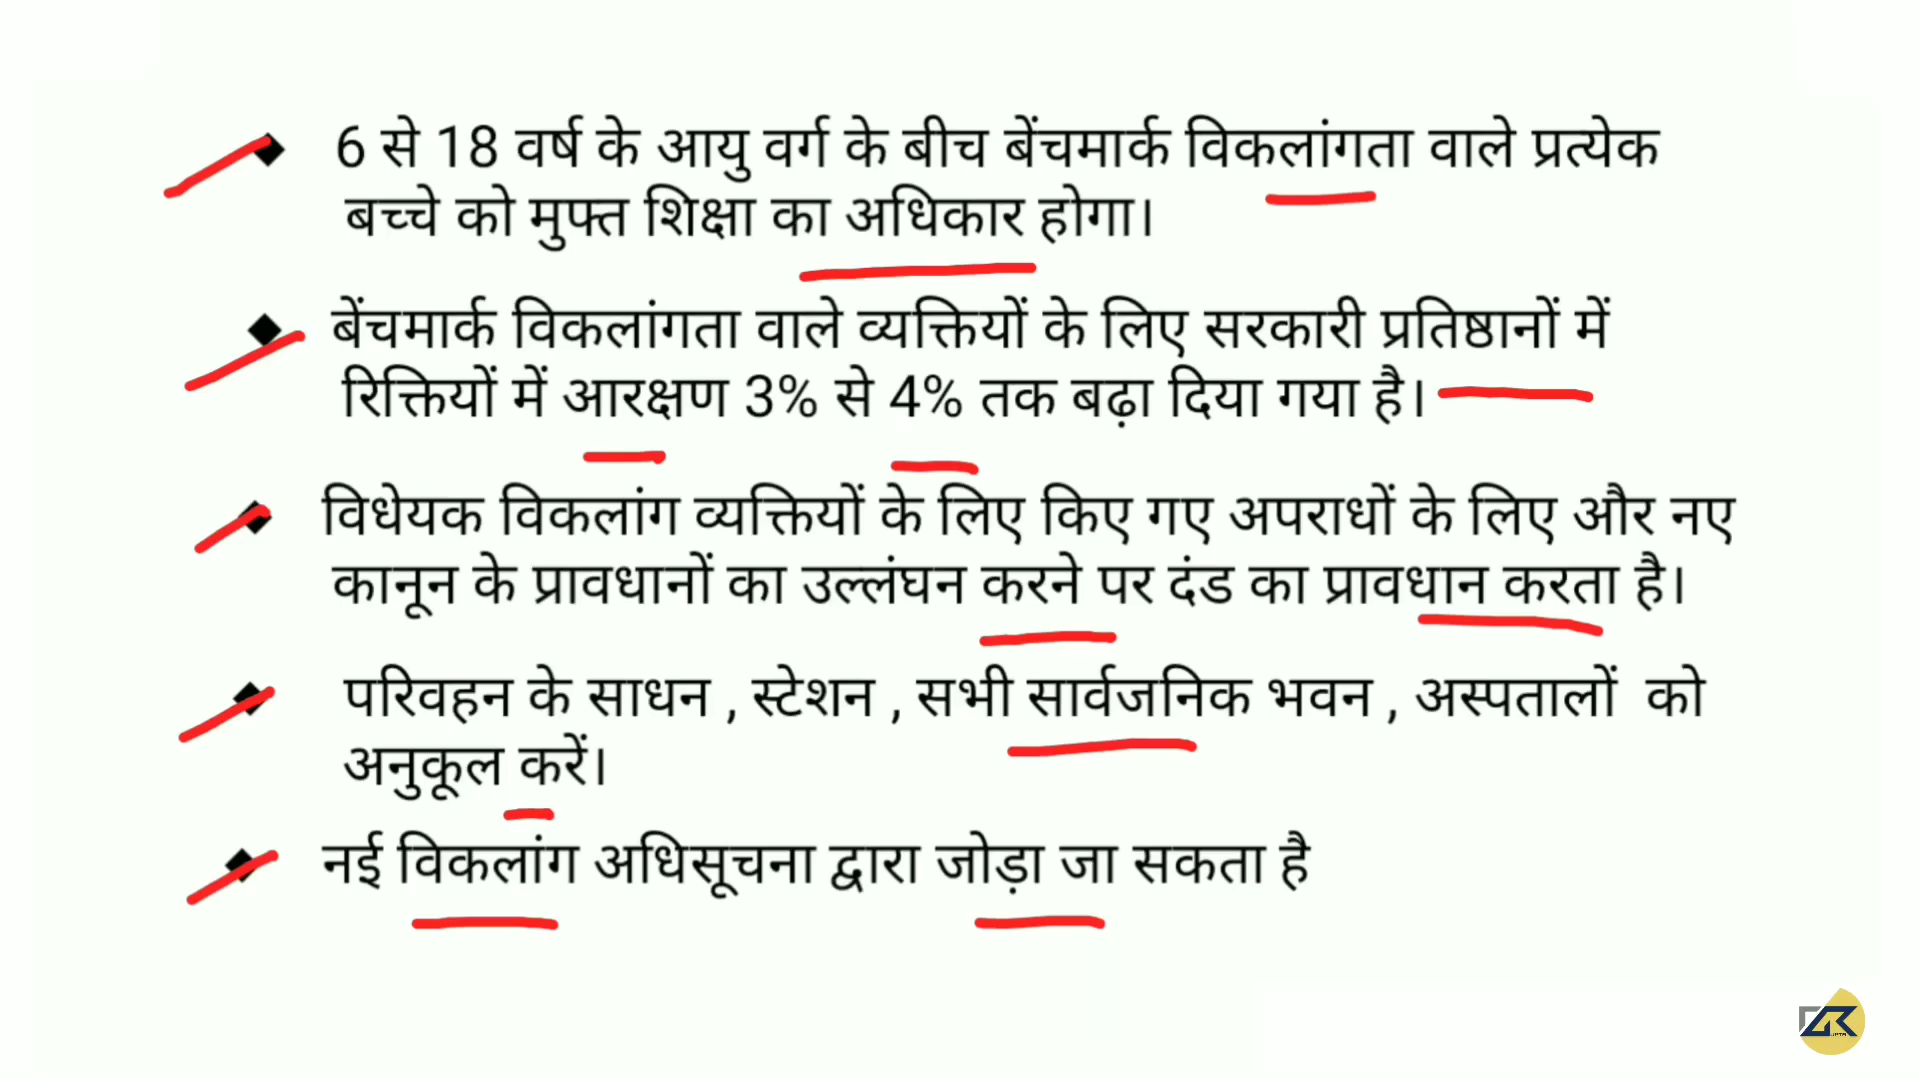 ◆ 6 से 18 वर्ष के आयु वर्ग के बीच बेंचमार्क विकलांगता वाले प्रत्येक
बच्चे को मुफ्त शिक्षा का अधिकार होगा।
◆ बेंचमार्क विकलांगता वाले व्यक्तियों के लिए सरकारी प्रतिष्ठानों में
रिक्तियों में आरक्षण 3% से 4% तक बढ़ा दिया गया है।
◆ विधेयक विकलांग व्यक्तियों के लिए किए गए अपराधों के लिए और नए
कानून के प्रावधानों का उल्लंघन करने पर दंड का प्रावधान करता है।
◆ परिवहन के साधन , स्टेशन , सभी सार्वजनिक भवन , अस्पतालों को
अनुकूल करें।
◆ नई विकलांग अधिसूचना द्वारा जोड़ा जा सकता है